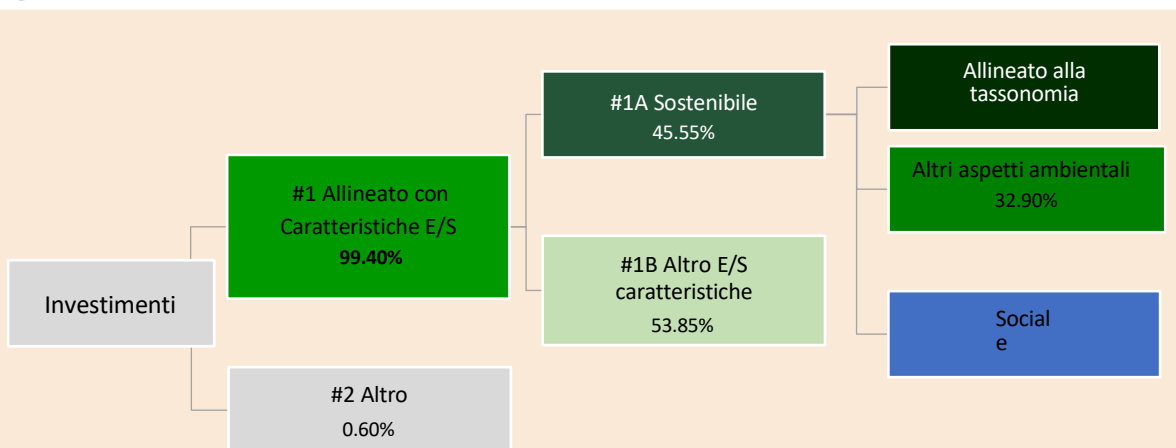 Investimenti
#1 Allineato con
Caratteristiche E/S
99.40%
#2 Altro
0.60%
#1A Sostenibile
45.55%
#1B Altro E/S
caratteristiche
53.85%
Allineato alla
tassonomia
Altri aspetti ambientali
32.90%
Social
e